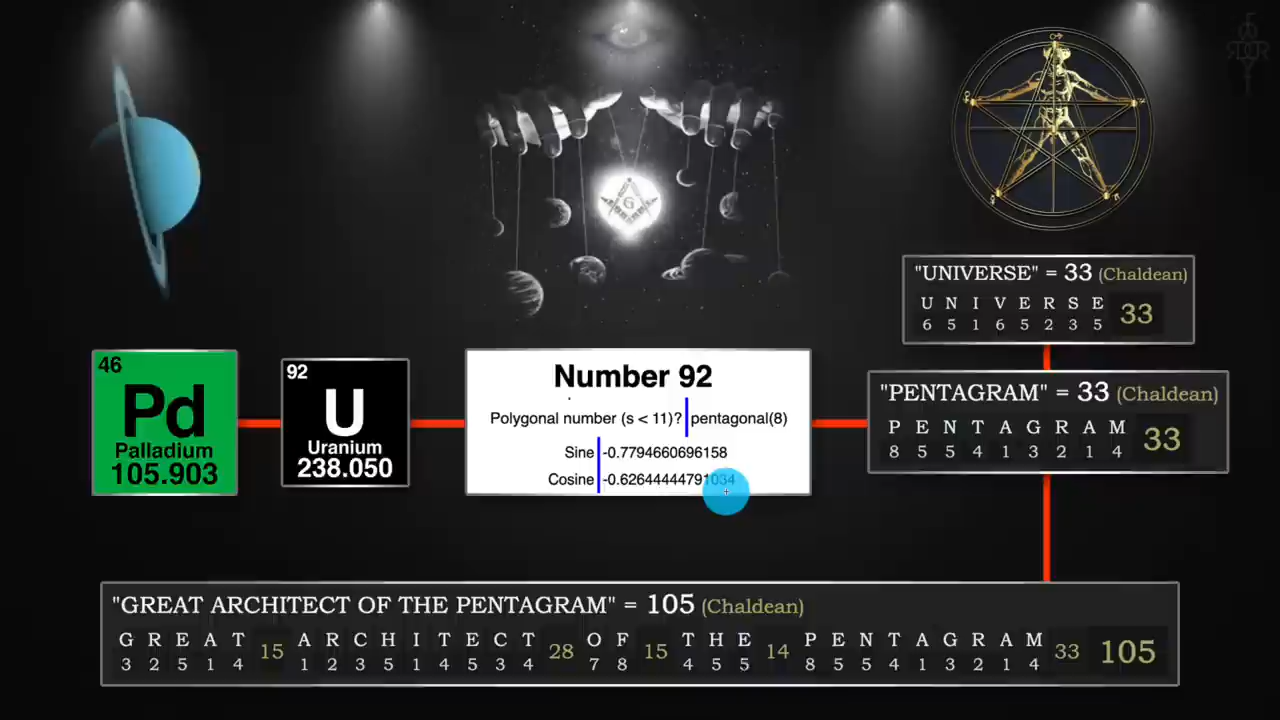 G
"UNIVERSE" = 33 (Chaldean)
U N I V E R S E 33
6 5 1 6 5 2 3 5
46
Pd
Palladium
105.903
92
U
Uranium
238.050
Number 92
Polygonal number (s < 11)? pentagonal(8)
Sine -0.7794660696158
Cosine -0.62644444791034
"PENTAGRAM" = 33 (Chaldean)
P E N T A G R A M 33
8 5 5 4 1 3 2 1 4
"GREAT ARCHITECT OF THE PENTAGRAM" = 105 (Chaldean)
G R E A T 15 A R C H I T E C T 28 O F 15 T H E 14 P E N T A G R A M 33 105
3 2 5 1 4 1 2 3 5 1 4 5 3 4 7 8 4 5 5 8 5 5 4 1 3 2 1 4